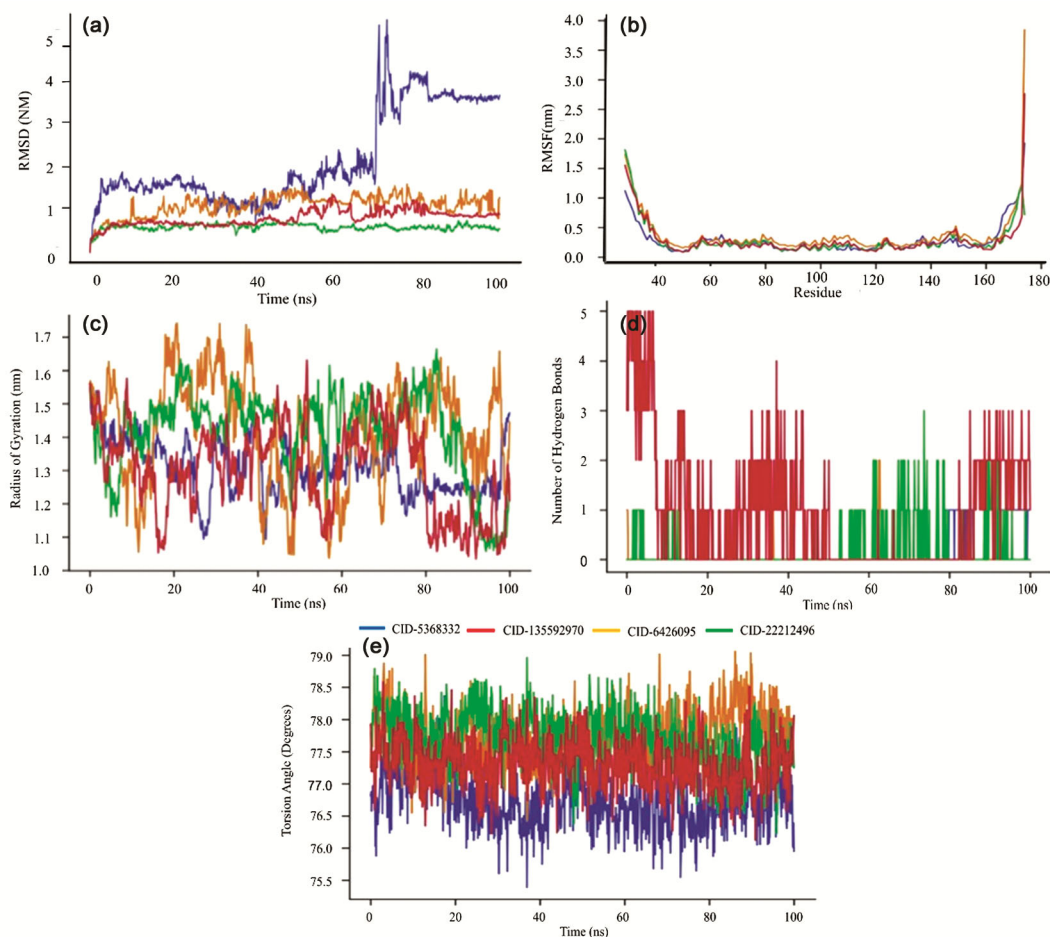 (a)
RMSD (NM)
5
4
3
2
1
0
0 20 40 60 80 100
Time (ns)
(b)
RMSF(nm)
4.0
3.5
3.0
2.5
2.0
1.5
1.0
0.5
0.0
40 60 80 100 120 140 160 180
Residue
(c)
Radius of Gyration (nm)
1.7
1.6
1.5
1.4
1.3
1.2
1.1
1.0
0 20 40 60 80 100
Time (ns)
(d)
Number of Hydrogen Bonds
5
4
3
2
1
0
0 20 40 60 80 100
Time (ns)
CID-5368332 CID-135592970 CID-6426095 CID-22212496
(e)
Torsion Angle (Degrees)
79.0
78.5
78.0
77.5
77.0
76.5
76.0
75.5
0 20 40 60 80 100
Time (ns)